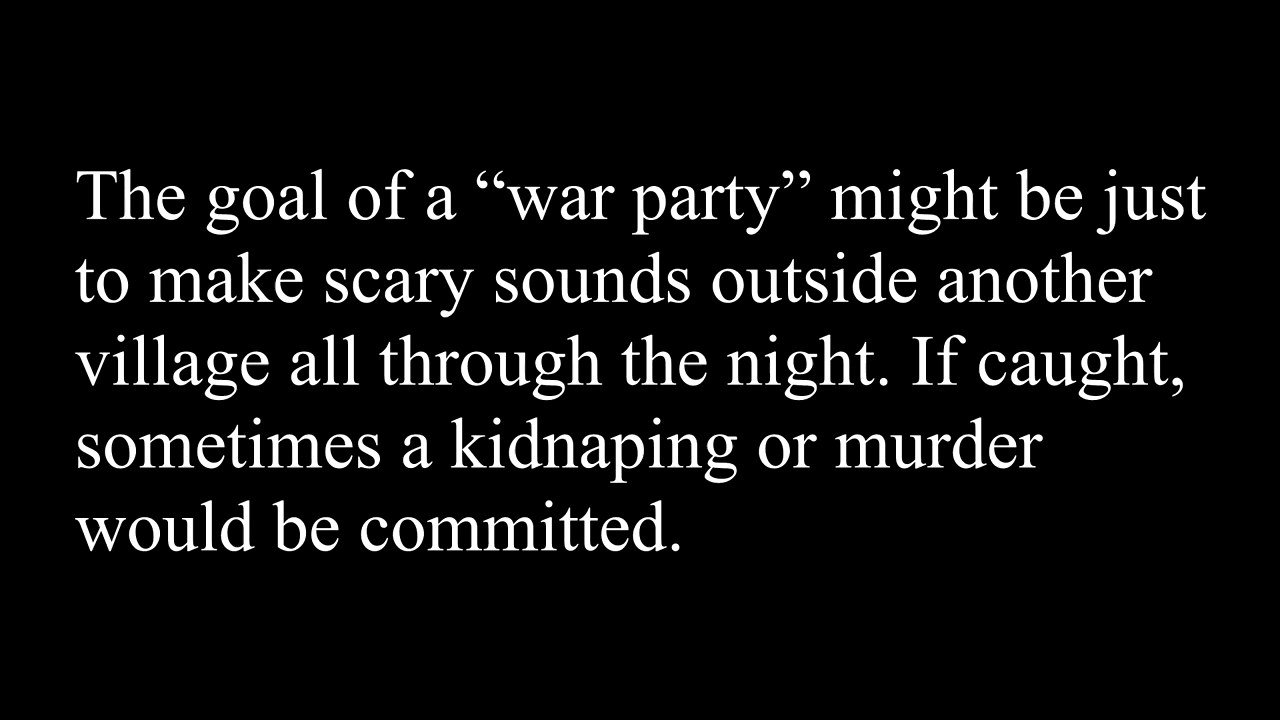 The goal of a “war party” might be just
to make scary sounds outside another
village all through the night. If caught,
sometimes a kidnaping or murder
would be committed.